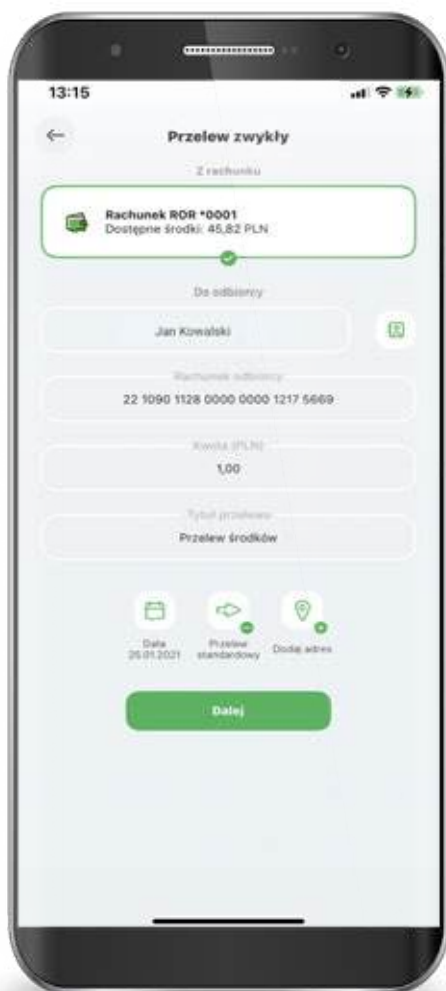 13:15
Przelew zwykły
Z rachunku
Rachunek ROR *0001
Dostępne środki: 45,82 PLN
Do odbiorcy
Jan Kowalski
Rachunek odbiorcy
22 1090 1128 0000 0000 1217 5669
Kwota (PLN)
1,00
Tytuł przelewu
Przelew środków
Data
25.01.2021
Przelew
standardowy
Dodaj adres
Dalej